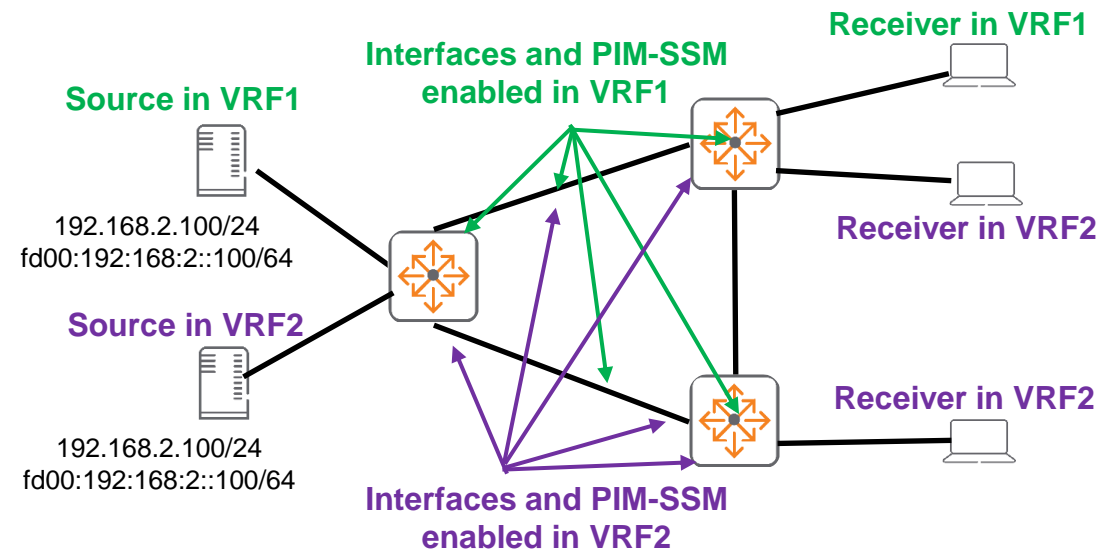 Receiver in VRF1
Interfaces and PIM-SSM
enabled in VRF1
Source in VRF1
192.168.2.100/24
fd00:192:168:2::100/64
Receiver in VRF2
Source in VRF2
192.168.2.100/24
fd00:192:168:2::100/64
Receiver in VRF2
Interfaces and PIM-SSM
enabled in VRF2